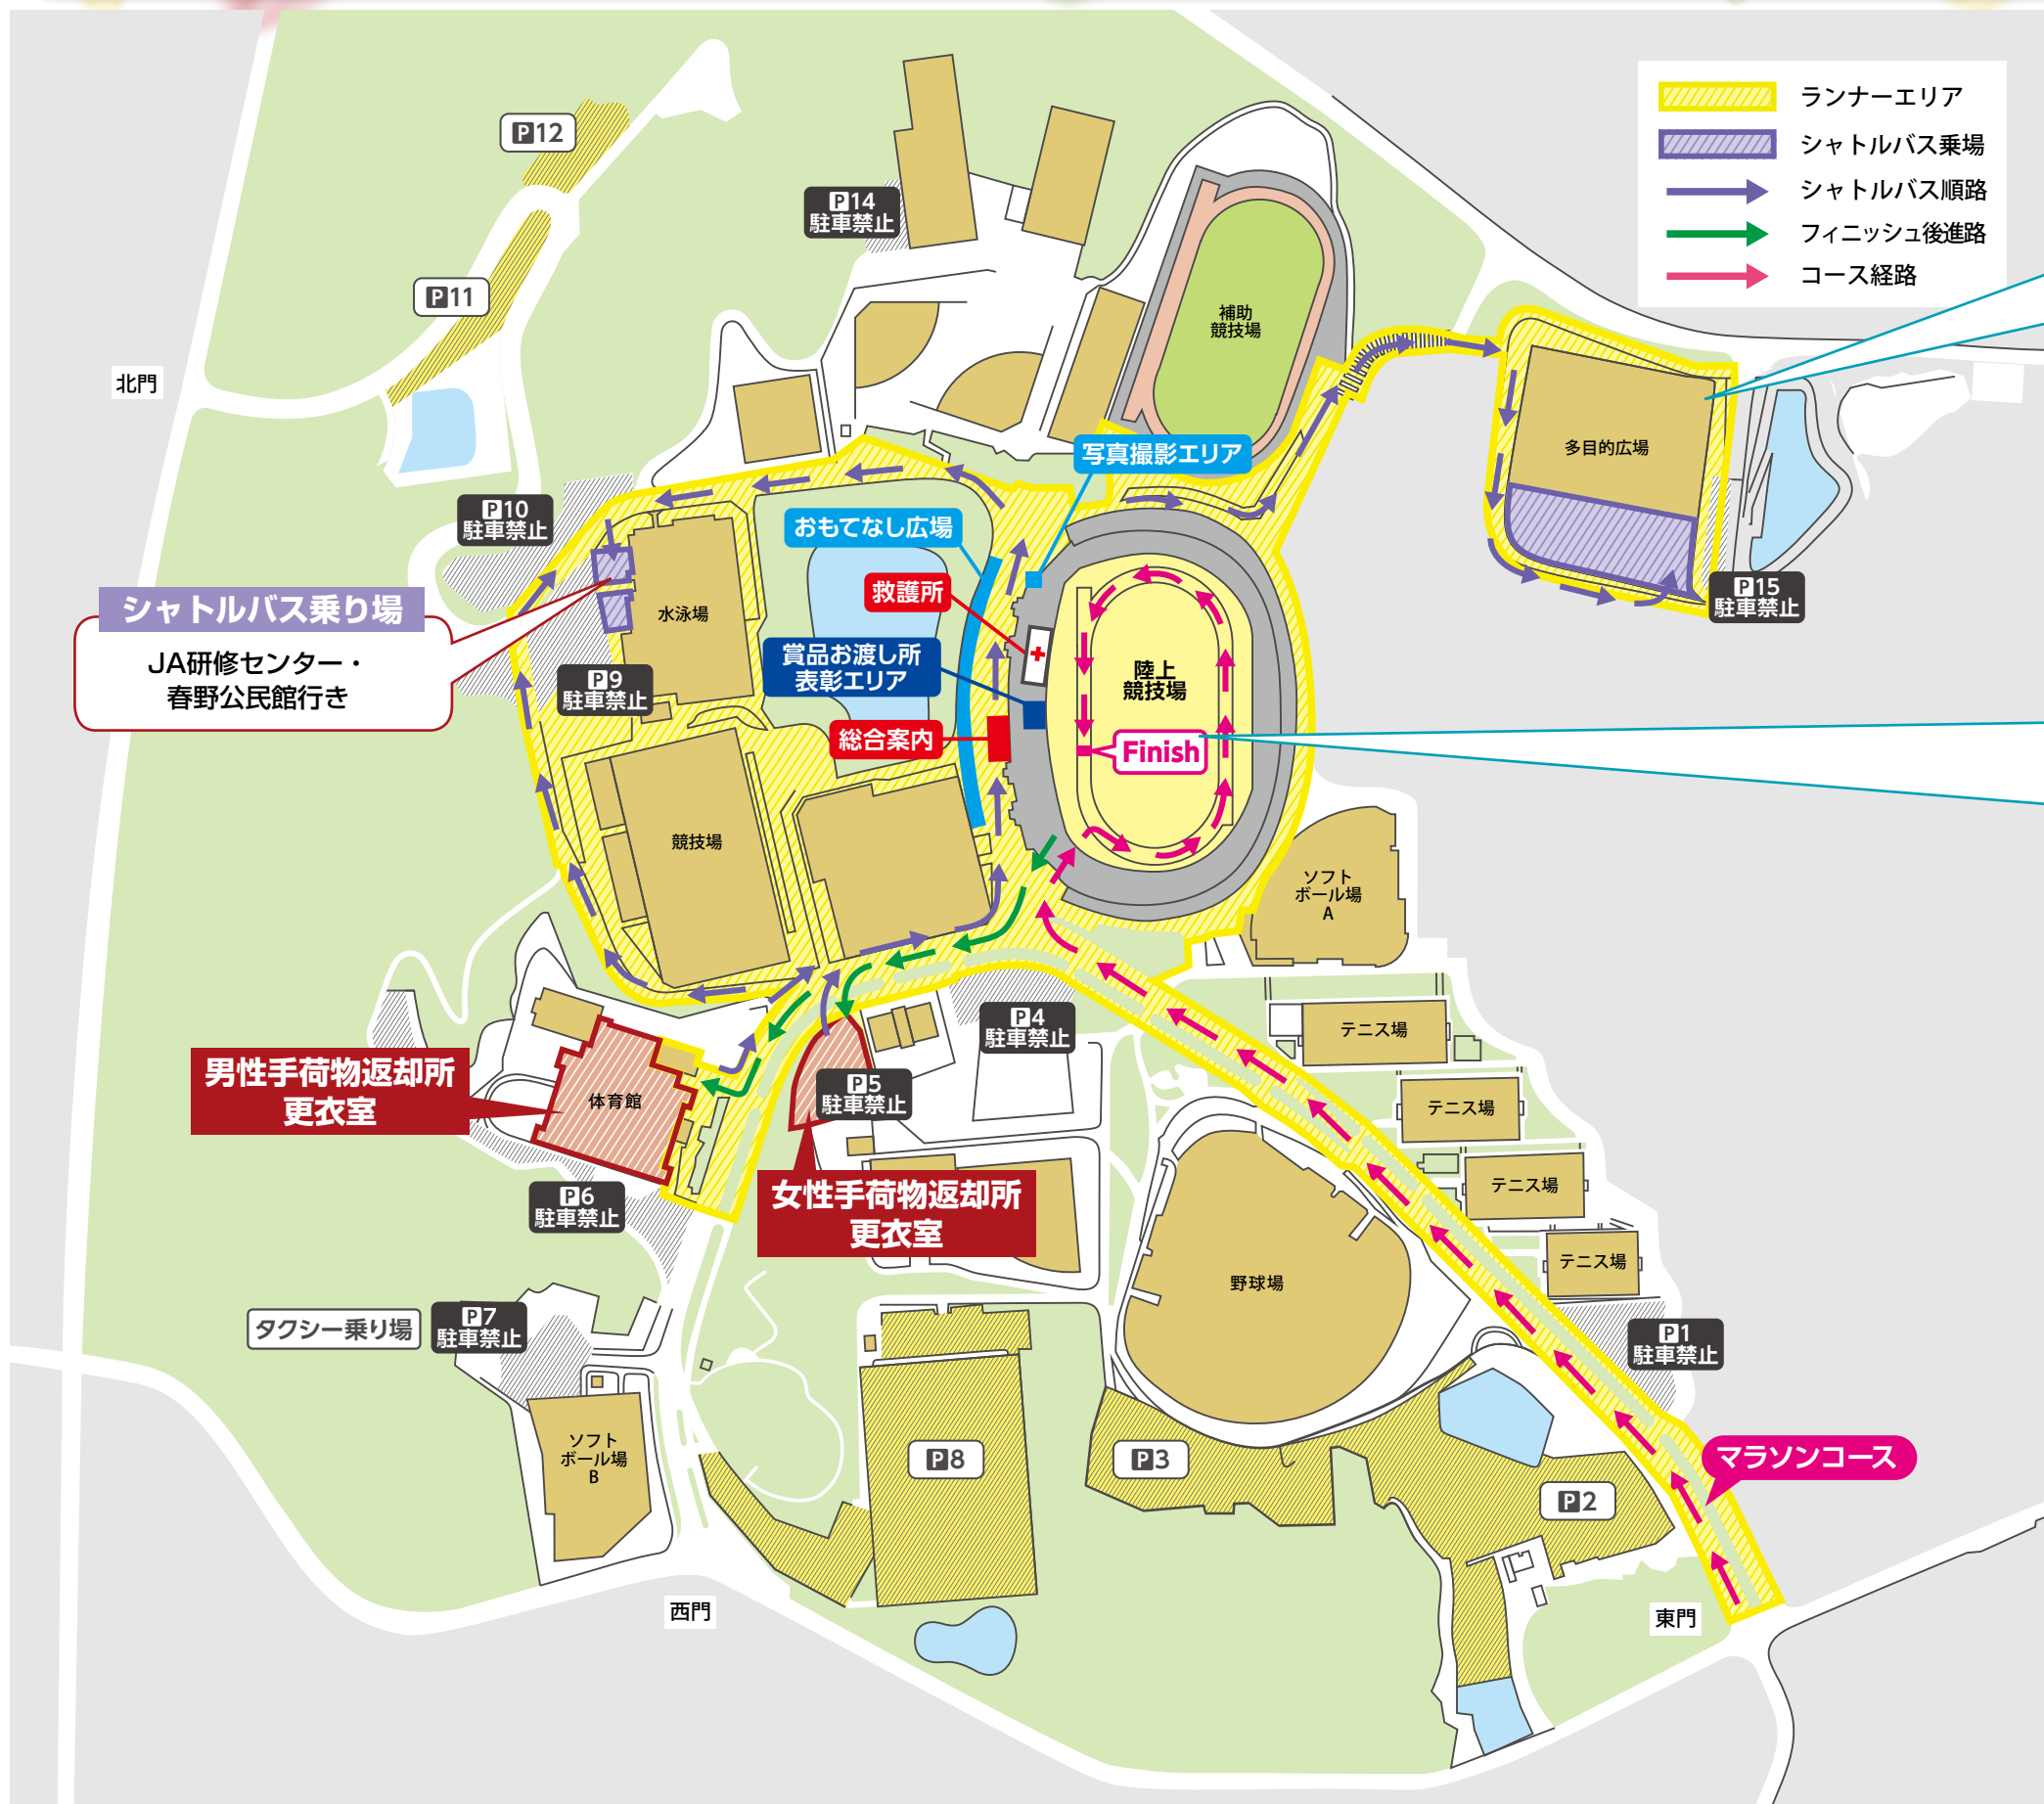 ランナーエリア
シャトルバス乗場
シャトルバス順路
フィニッシュ後進路
コース経路
P12
P14
駐車禁止
P11
北門
補助
競技場
多目的広場
写真撮影エリア
P10
駐車禁止
おもてなし広場
救護所
P15
駐車禁止
シャトルバス乗り場
JA研修センター・
春野公民館行き
水泳場
P9
駐車禁止
賞品お渡し所
表彰エリア
陸上
競技場
総合案内
Finish
競技場
ソフト
ボール場
A
P4
駐車禁止
テニス場
男性手荷物返却所
更衣室
体育館
P5
駐車禁止
テニス場
テニス場
P6
駐車禁止
女性手荷物返却所
更衣室
テニス場
野球場
タクシー乗り場
P7
駐車禁止
P1
駐車禁止
ソフト
ボール場
B
P8
P3
マラソンコース
P2
西門
東門